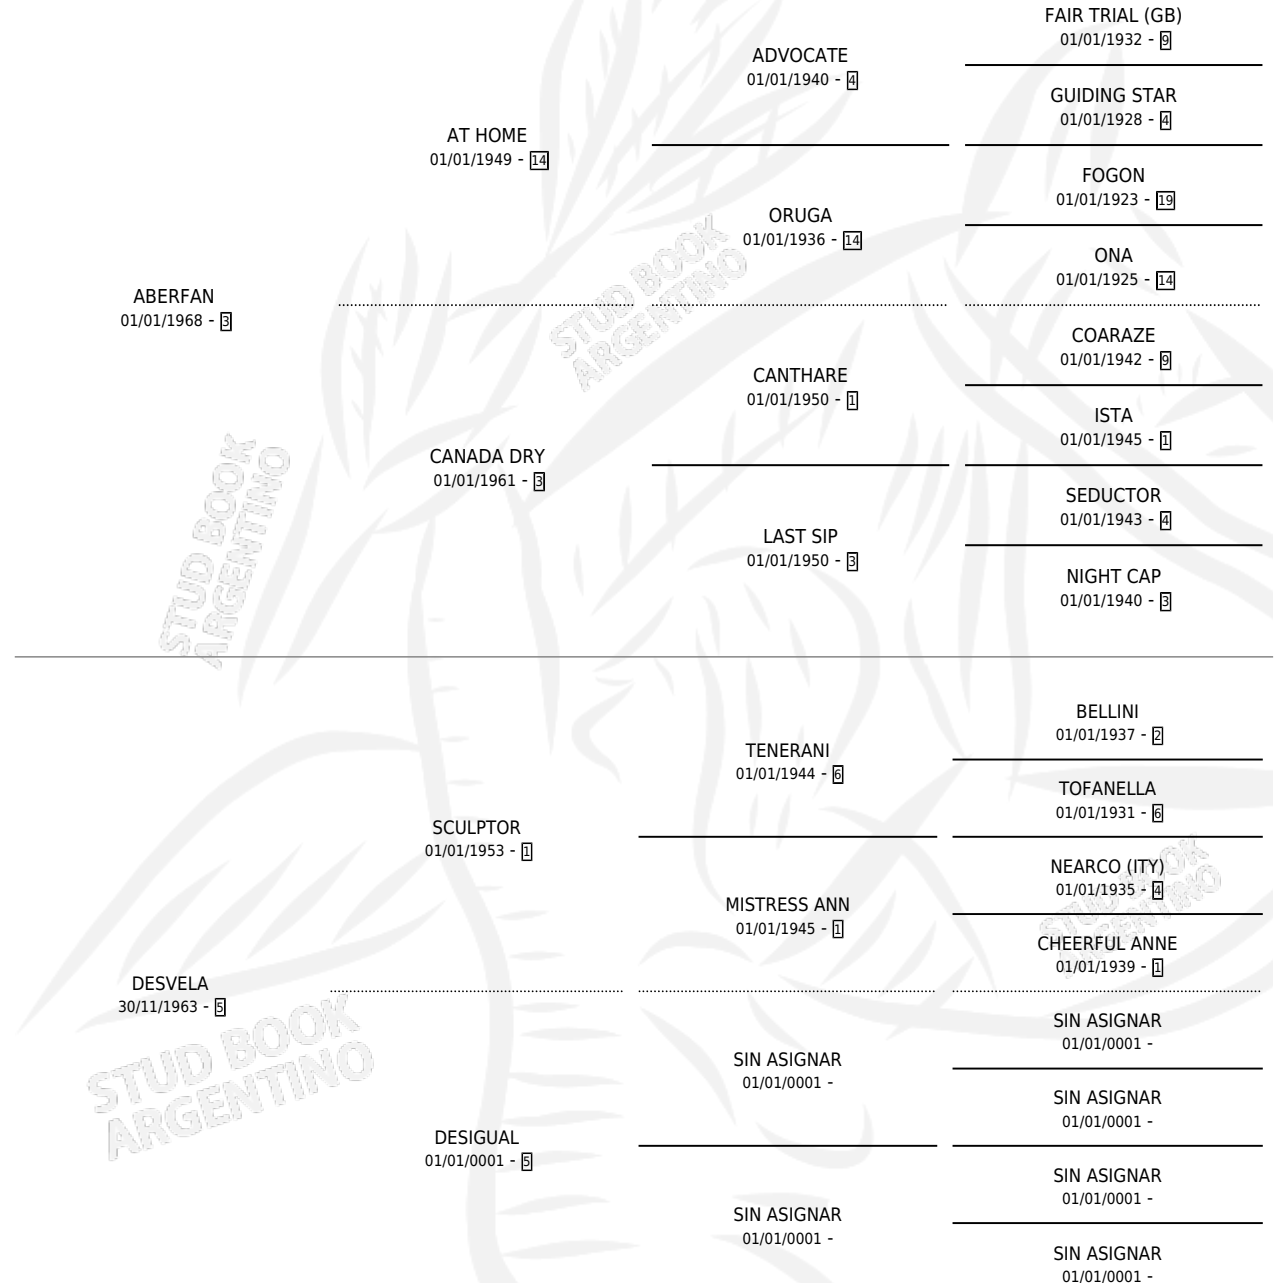 FAIR TRIAL (GB)
01/01/1932 - 9
ADVOCATE
01/01/1940 - 4
GUIDING STAR
01/01/1928 - 4
AT HOME
01/01/1949 - 14
FOGON
01/01/1923 - 19
ORUGA
01/01/1936 - 14
ONA
01/01/1925 - 14
ABERFAN
01/01/1968 - 3
COARAZE
01/01/1942 - 9
CANTHARE
01/01/1950 - 1
ISTA
01/01/1945 - 1
CANADA DRY
01/01/1961 - 3
SEDUCTOR
01/01/1943 - 4
LAST SIP
01/01/1950 - 3
NIGHT CAP
01/01/1940 - 3
BELLINI
01/01/1937 - 2
TENERANI
01/01/1944 - 6
TOFANELLA
01/01/1931 - 6
SCULPTOR
01/01/1953 - 1
NEARCO (ITY)
01/01/1935 - 4
MISTRESS ANN
01/01/1945 - 1
CHEERFUL ANNE
01/01/1939 - 1
DESVELA
30/11/1963 - 5
SIN ASIGNAR
01/01/0001 -
SIN ASIGNAR
01/01/0001 -
SIN ASIGNAR
01/01/0001 -
DESIGUAL
01/01/0001 - 5
SIN ASIGNAR
01/01/0001 -
SIN ASIGNAR
01/01/0001 -
SIN ASIGNAR
01/01/0001 -
STUD BOOK
ARGENTINO
STUD BOOK
ARGENTINO
STUD BOOK
ARGENTINO
STUD BOOK
ARGENTINO